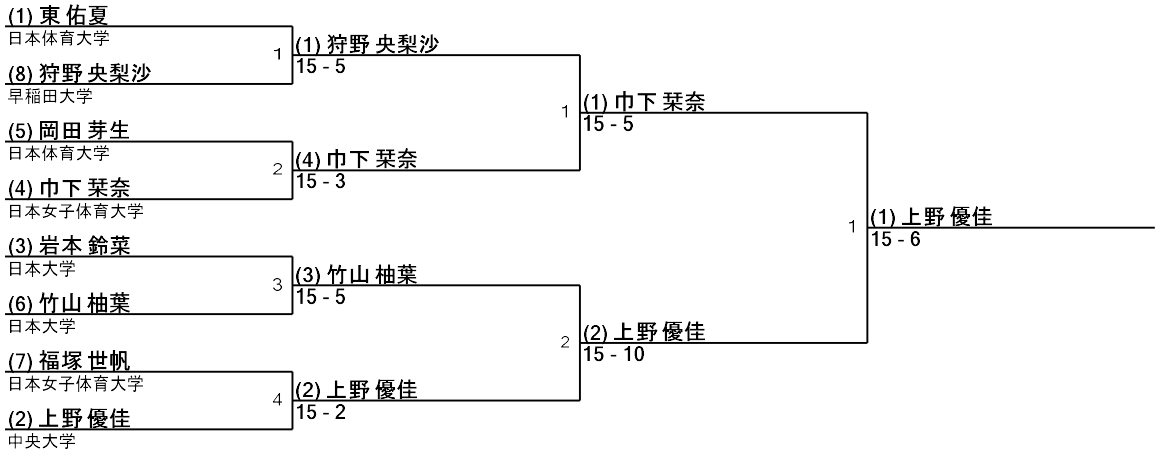 (1) 東 佑夏
日本体育大学
1
(8) 狩野 央梨沙
早稲田大学
(5) 岡田 芽生
日本体育大学
2
(4) 巾下 栞奈
日本女子体育大学
(3) 岩本 鈴菜
日本大学
3
(6) 竹山 柚葉
日本大学
(7) 福塚 世帆
日本女子体育大学
4
(2) 上野 優佳
中央大学
(1) 狩野 央梨沙
15 - 5
1
(4) 巾下 栞奈
15 - 3
(3) 竹山 柚葉
15 - 5
2
(2) 上野 優佳
15 - 2
(1) 巾下 栞奈
15 - 5
1
(2) 上野 優佳
15 - 10
(1) 上野 優佳
15 - 6